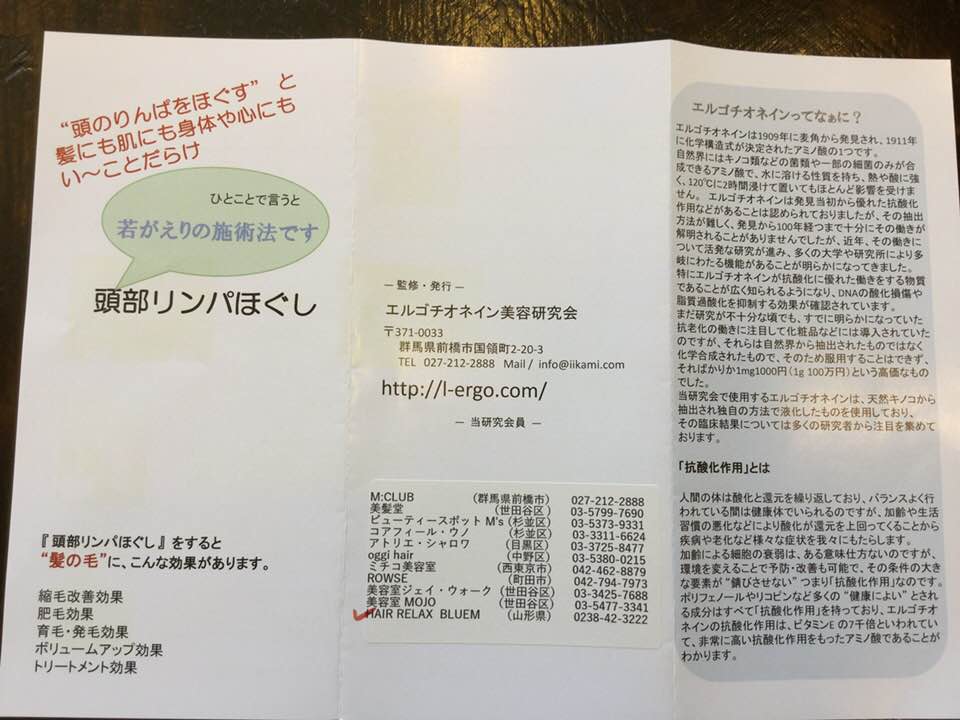 “頭のりんぱをほぐす” と
髪にも肌にも身体や心にも
い～ことだらけ
ひとことで言うと
若がえりの施術法です
頭部リンパほぐし
『 頭部リンパほぐし 』をすると
“髪の毛”に、こんな効果があります。
縮毛改善効果
肥毛効果
育毛・発毛効果
ボリュームアップ効果
トリートメント効果
― 監修・発行 ―
エルゴチオネイン美容研究会
〒371-0033
群馬県前橋市国領町2-20-3
TEL 027-212-2888 Mail / info@iikami.com
http://l-ergo.com/
― 当研究会員 ―
M:CLUB （群馬県前橋市） 027-212-2888
美髪堂 （世田谷区） 03-5799-7690
ビューティースポット M's （杉並区） 03-5373-9331
コアフィール・ウノ （杉並区） 03-3311-6624
アトリエ・シャロワ （目黒区） 03-3725-8477
oggi hair （中野区） 03-5380-0215
ミチコ美容室 （西東京市） 042-462-8879
ROWSE （町田市） 042-794-7973
美容室ジェイ・ウォーク （世田谷区） 03-3425-7688
美容室 MOJO （世田谷区） 03-5477-3341
HAIR RELAX BLUEM （山形県） 0238-42-3222
エルゴチオネインってなぁに？
エルゴチオネインは1909年に麦角から発見され、1911年
に化学構造式が決定されたアミノ酸の1つです。
自然界にはキノコ類などの菌類や一部の細菌のみが合
成できるアミノ酸で、水に溶ける性質を持ち、熱や酸に強
く、120℃に2時間浸けて置いてもほとんど影響を受けま
せん。 エルゴチオネインは発見当初から優れた抗酸化
作用などがあることは認められておりましたが、その抽出
方法が難しく、発見から100年経つまで十分にその働きが
解明されることがありませんでしたが、近年、その働きに
ついて活発な研究が進み、多くの大学や研究所により多
岐にわたる機能があることが明らかになってきました。
特にエルゴチオネインが抗酸化に優れた働きをする物質
であることが広く知られるようになり、DNAの酸化損傷や
脂質過酸化を抑制する効果が確認されています。
まだ研究が不十分な頃でも、すでに明らかになっていた
抗老化の働きに注目して化粧品などには導入されていた
のですが、それらは自然界から抽出されたものではなく
化学合成されたもので、そのため服用することはできず、
そればかりか1mg1000円（1g 100万円）という高価なもの
でした。
当研究会で使用するエルゴチオネインは、天然キノコから
抽出され独自の方法で液化したものを使用しており、
その臨床結果については多くの研究者から注目を集めて
おります。
「抗酸化作用」とは
人間の体は酸化と還元を繰り返しており、バランスよく行
われている間は健康体でいられるのですが、加齢や生活
習慣の悪化などにより酸化が還元を上回ってくることから
疾病や老化など様々な症状を我々にもたらします。
加齢による細胞の衰弱は、ある意味仕方ないのですが、
環境を変えることで予防・改善も可能で、その条件の大き
な要素が “錆びさせない” つまり「抗酸化作用」なのです。
ポリフェノールやリコピンなど多くの “健康によい” とされ
る成分はすべて「抗酸化作用」を持っており、エルゴチオネ
インの抗酸化作用は、ビタミンE の7千倍といわれてい
て、非常に高い抗酸化作用をもったアミノ酸であることが
わかります。